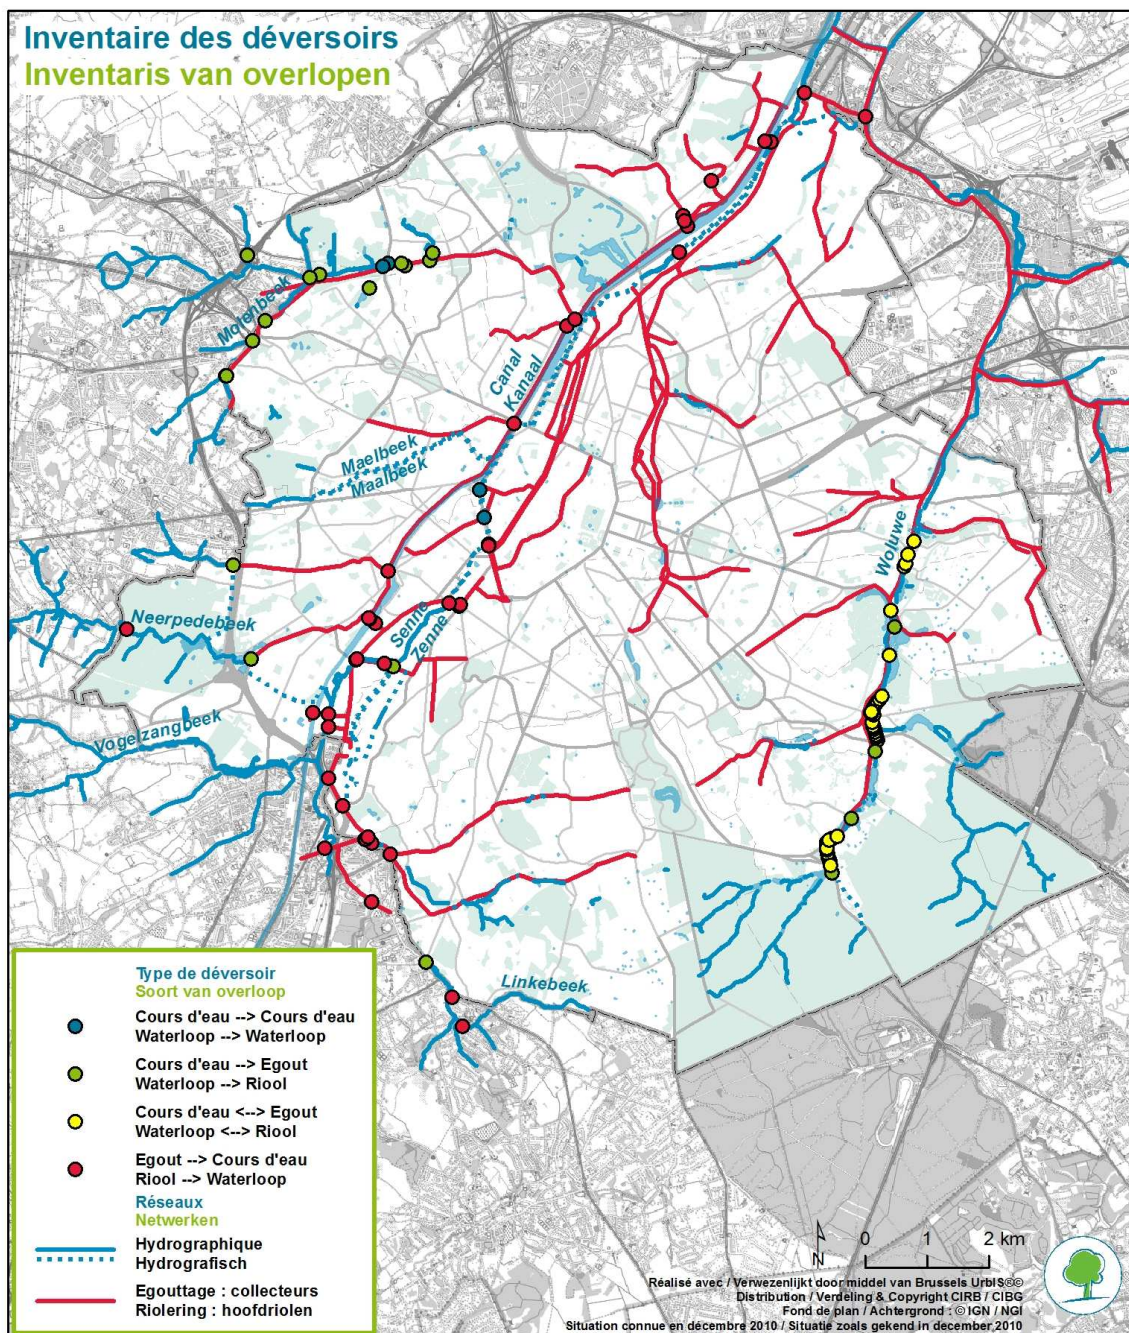 Inventaire des déversoirs
Inventaris van overlopen
Molenbeek
Canal
Kanaal
Maelbeek
Maalbeek
Woluwe
Neerpedebeek
Senne
Zenne
Vogelzangbeek
Linkebeek
Type de déversoir
Soort van overloop
Cours d'eau --> Cours d'eau
Waterloop --> Waterloop
Cours d'eau --> Egout
Waterloop --> Riool
Cours d'eau <--> Egout
Waterloop <--> Riool
Egout --> Cours d'eau
Riool --> Waterloop
Réseaux
Netwerken
Hydrographique
Hydrografisch
Egouttage : collecteurs
Riolering : hoofdriolen
N
0 1 2 km
Réalisé avec / Verwezenlijkt door middel van Brussels UrbIS®©
Distribution / Verdeling & Copyright CIRB / CIBG
Fond de plan / Achtergrond : © IGN / NGI
Situation connue en décembre 2010 / Situatie zoals gekend in december 2010